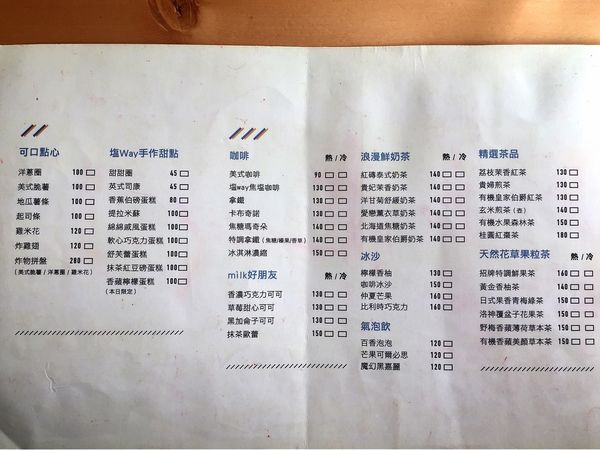 可口點心
洋蔥圈 100
美式脆薯 100
地瓜薯條 100
起司條 100
雞米花 120
炸雞翅 120
炸物拼盤 280
(美式脆薯 / 洋蔥圈 / 雞米花)
塩Way手作甜點
甜甜圈 45
英式司康 45
香蕉伯磅蛋糕 80
提拉米蘇 100
綿綿戚風蛋糕 100
軟心巧克力蛋糕 100
舒芙蕾蛋糕 100
抹茶紅豆磅蛋糕 100
香蘋檸檬蛋糕 100
(本日限定)
咖啡 熱 / 冷
美式咖啡 90
塩way焦塩咖啡 130
拿鐵 130
卡布奇諾 130
焦糖瑪奇朵 140
特調拿鐵 (焦糖/榛果/香草) 140
冰淇淋濃縮 150
milk好朋友 熱 / 冷
香濃巧克力可可 130
草莓甜心可可 130
黑加侖子可可 130
抹茶歐蕾 150
浪漫鮮奶茶 熱 / 冷
紅磚泰式奶茶 140
貴妃茉香奶茶 140
洋甘菊舒緩奶茶 140
愛戀薰衣草奶茶 140
北海道焦糖奶茶 140
有機皇家伯爵奶茶 140
冰沙
檸檬香柚 130
咖啡冰沙 150
仲夏芒果 160
比利時巧克力 160
氣泡飲
百香泡泡 120
芒果可爾必思 120
魔幻黑嘉麗 120
精選茶品 熱 / 冷
荔枝茉香紅茶 130
貴婦煎茶 130
有機皇家伯爵紅茶 130
玄米煎茶 130
有機水果森林茶 150
桂圓紅棗茶 180
天然花草果粒茶 熱 / 冷
招牌特調鮮果茶 160
黃金香柚茶 140
日式果香青梅綠茶 150
洛神覆盆子花果茶 150
野梅香蘋薄荷草本茶 150
有機香蘋美顏草本茶 150